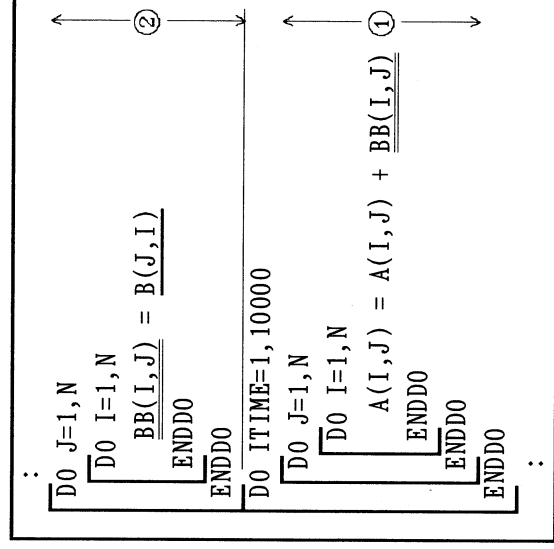 :
DO J=1,N
DO I=1,N
BB(I,J) = B(J,I)
ENDDO
ENDDO
②
DO ITIME=1,10000
DO J=1,N
DO I=1,N
A(I,J) = A(I,J) + BB(I,J)
ENDDO
ENDDO
ENDDO
①
: